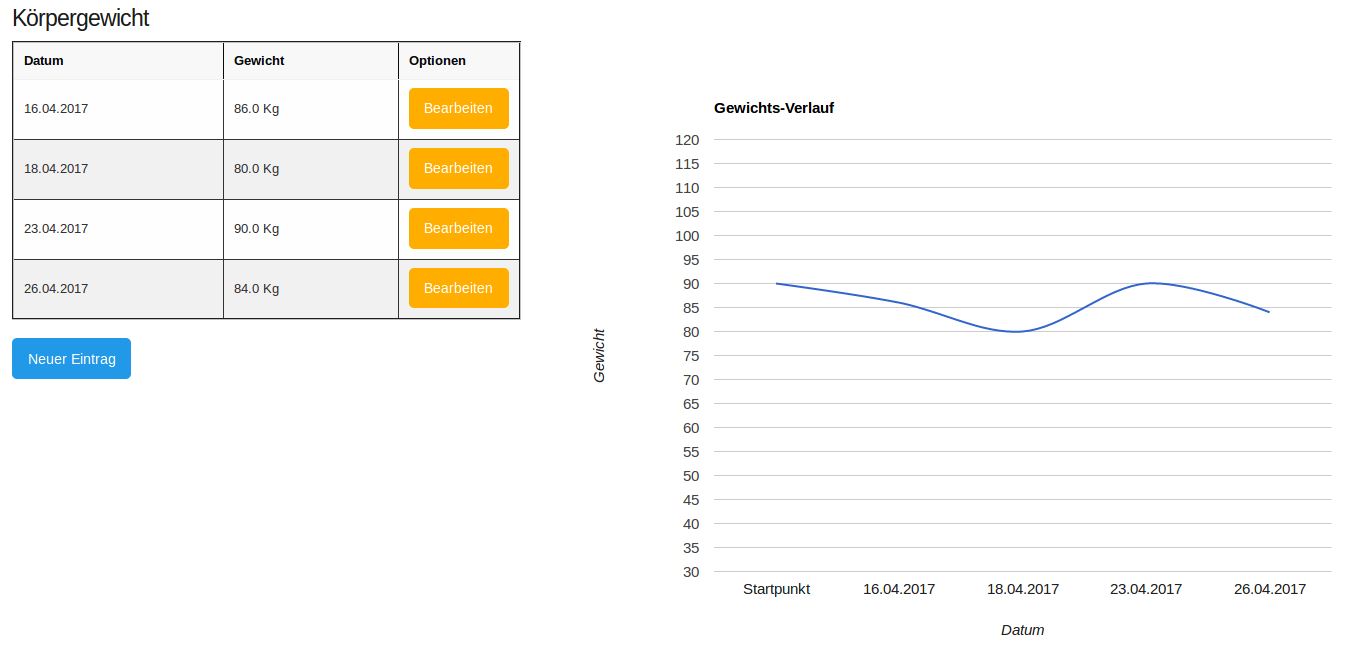 Körpergewicht
Datum Gewicht Optionen
16.04.2017 86.0 Kg Bearbeiten
18.04.2017 80.0 Kg Bearbeiten
23.04.2017 90.0 Kg Bearbeiten
26.04.2017 84.0 Kg Bearbeiten
Neuer Eintrag
Gewichts-Verlauf
120
115
110
105
100
95
90
85
80
75
70
65
60
55
50
45
40
35
30
Gewicht
Startpunkt 16.04.2017 18.04.2017 23.04.2017 26.04.2017
Datum